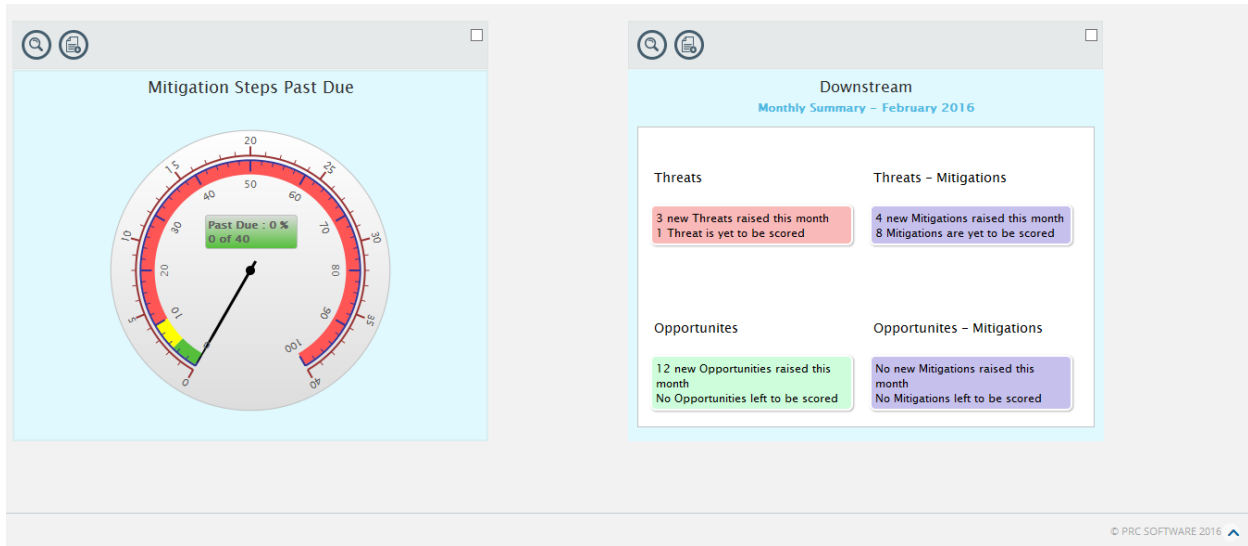 Mitigation Steps Past Due
20
15
25
10
30
5
35
0
40
50
40
60
30
70
20
80
10
90
0
100
Past Due : 0 %
0 of 40
Downstream
Monthly Summary – February 2016
Threats
Threats – Mitigations
3 new Threats raised this month
1 Threat is yet to be scored
4 new Mitigations raised this month
8 Mitigations are yet to be scored
Opportunites
Opportunites – Mitigations
12 new Opportunities raised this
month
No Opportunities left to be scored
No new Mitigations raised this
month
No Mitigations left to be scored
© PRC SOFTWARE 2016